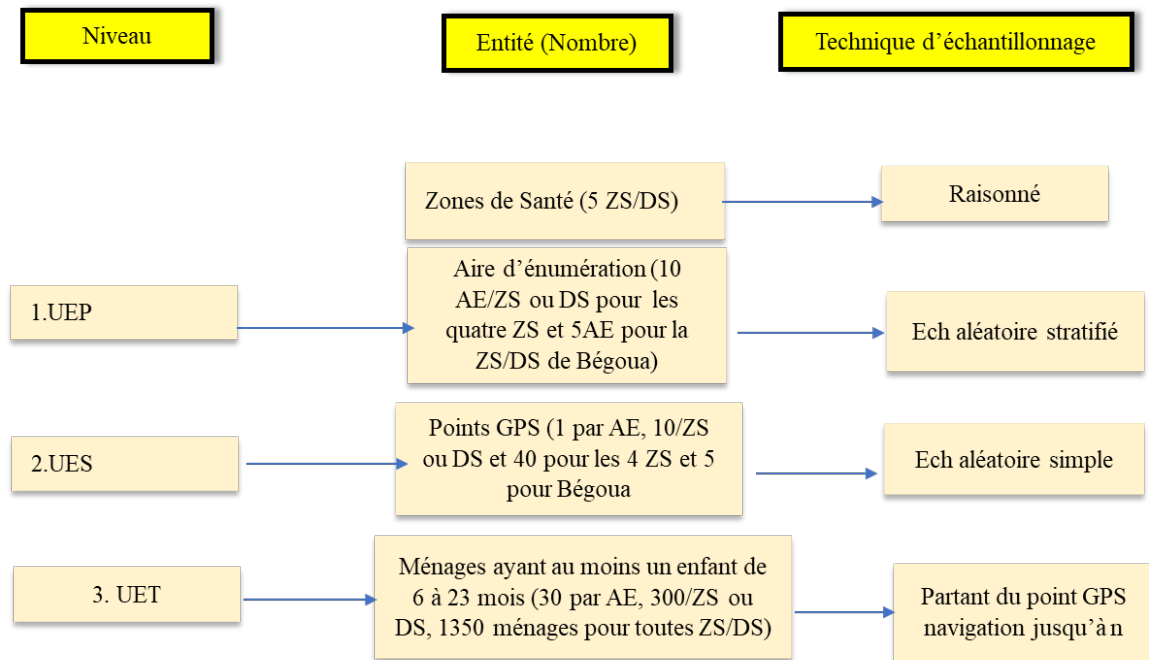 Niveau
Entité (Nombre)
Technique d’échantillonnage
Zones de Santé (5 ZS/DS)
Raisonné
1.UEP
Aire d’énumération (10
AE/ZS ou DS pour les
quatre ZS et 5AE pour la
ZS/DS de Bégoua)
Ech aléatoire stratifié
2.UES
Points GPS (1 par AE, 10/ZS
ou DS et 40 pour les 4 ZS et 5
pour Bégoua
Ech aléatoire simple
3. UET
Ménages ayant au moins un enfant de
6 à 23 mois (30 par AE, 300/ZS ou
DS, 1350 ménages pour toutes ZS/DS)
Partant du point GPS
navigation jusqu’à n